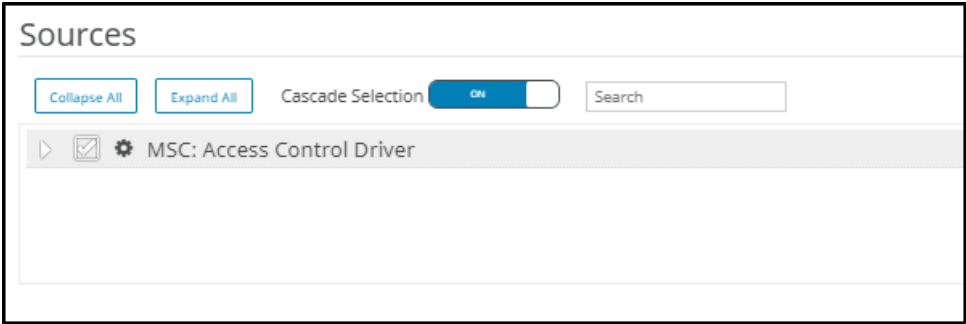 Sources
Collapse All Expand All Cascade Selection ON Search
MSC: Access Control Driver